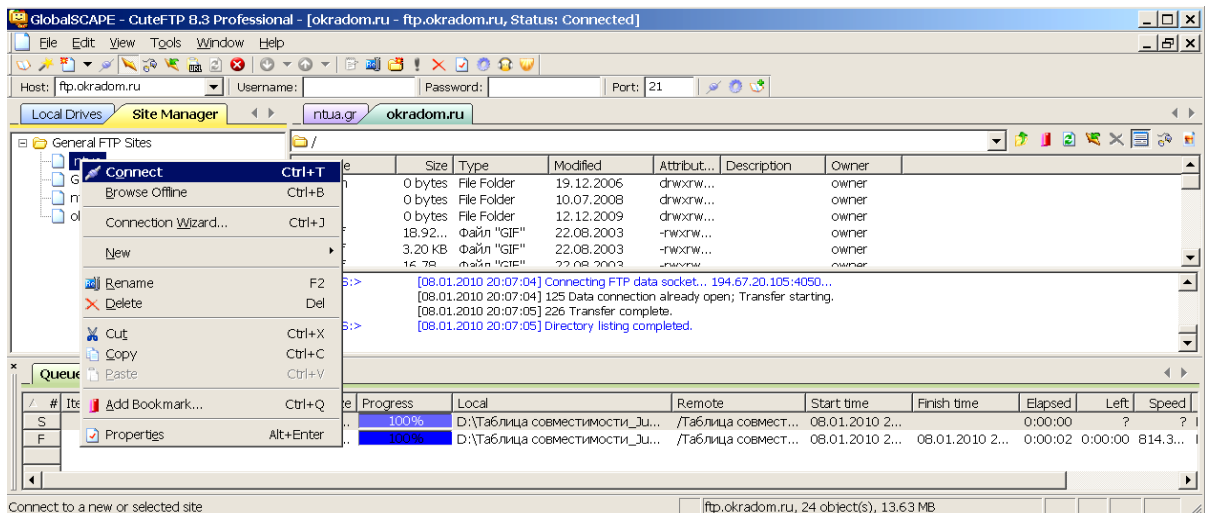 GlobalSCAPE - CuteFTP 8.3 Professional - [okradom.ru - ftp.okradom.ru, Status: Connected]
File Edit View Tools Window Help
Host: ftp.okradom.ru Username: Password: Port: 21
Local Drives Site Manager ntua.gr okradom.ru
General FTP Sites /
Size Type Modified Attribut... Description Owner
0 bytes File Folder 19.12.2006 drwxrw... owner
0 bytes File Folder 10.07.2008 drwxrw... owner
0 bytes File Folder 12.12.2009 drwxrw... owner
18.92... Файл "GIF" 22.08.2003 -rwxrw... owner
3.20 KB Файл "GIF" 22.08.2003 -rwxrw... owner
16.78 Файл "GIF" 22.08.2003 -rwxrw... owner
Connect Ctrl+T
Browse Offline Ctrl+B
Connection Wizard... Ctrl+J
New
Rename F2
Delete Del
Cut Ctrl+X
Copy Ctrl+C
Paste Ctrl+V
Add Bookmark... Ctrl+Q
Properties Alt+Enter
S:> [08.01.2010 20:07:04] Connecting FTP data socket... 194.67.20.105:4050...
[08.01.2010 20:07:04] 125 Data connection already open; Transfer starting.
[08.01.2010 20:07:05] 226 Transfer complete.
S:> [08.01.2010 20:07:05] Directory listing completed.
# Progress Local Remote Start time Finish time Elapsed Left Speed
S 100% D:\Таблица совместимости_Ju... /Таблица совмест... 08.01.2010 2... 0:00:00 ? ?
F 100% D:\Таблица совместимости_Ju... /Таблица совмест... 08.01.2010 2... 08.01.2010 2... 0:00:02 0:00:00 814.3...
Connect to a new or selected site ftp.okradom.ru, 24 object(s), 13.63 MB